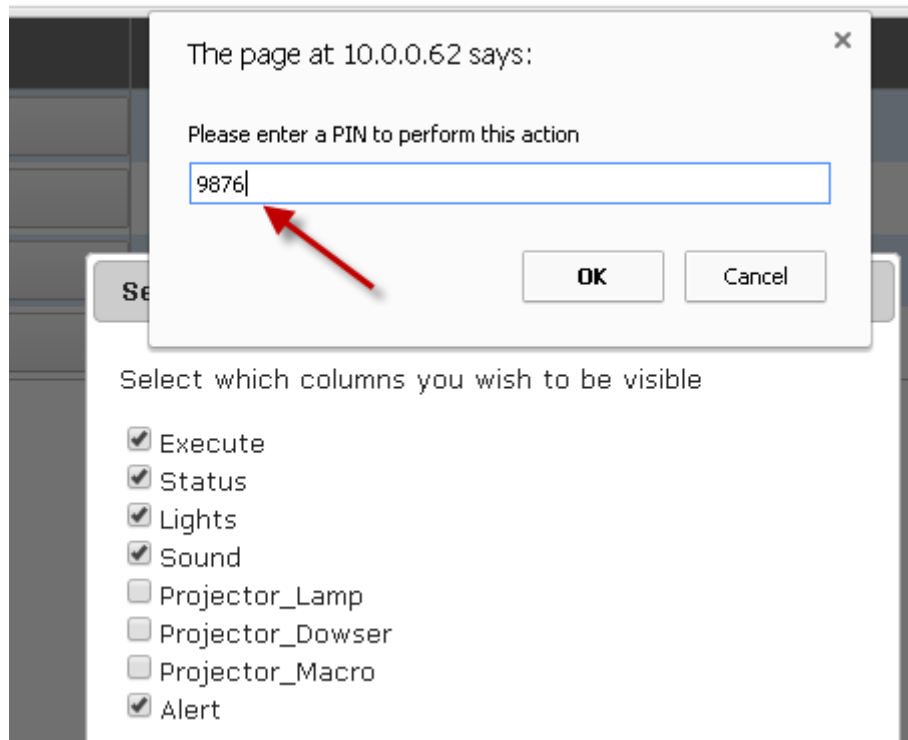 The page at 10.0.0.62 says:
Please enter a PIN to perform this action
9876
OK Cancel
Select which columns you wish to be visible
Execute
Status
Lights
Sound
Projector_Lamp
Projector_Dowser
Projector_Macro
Alert